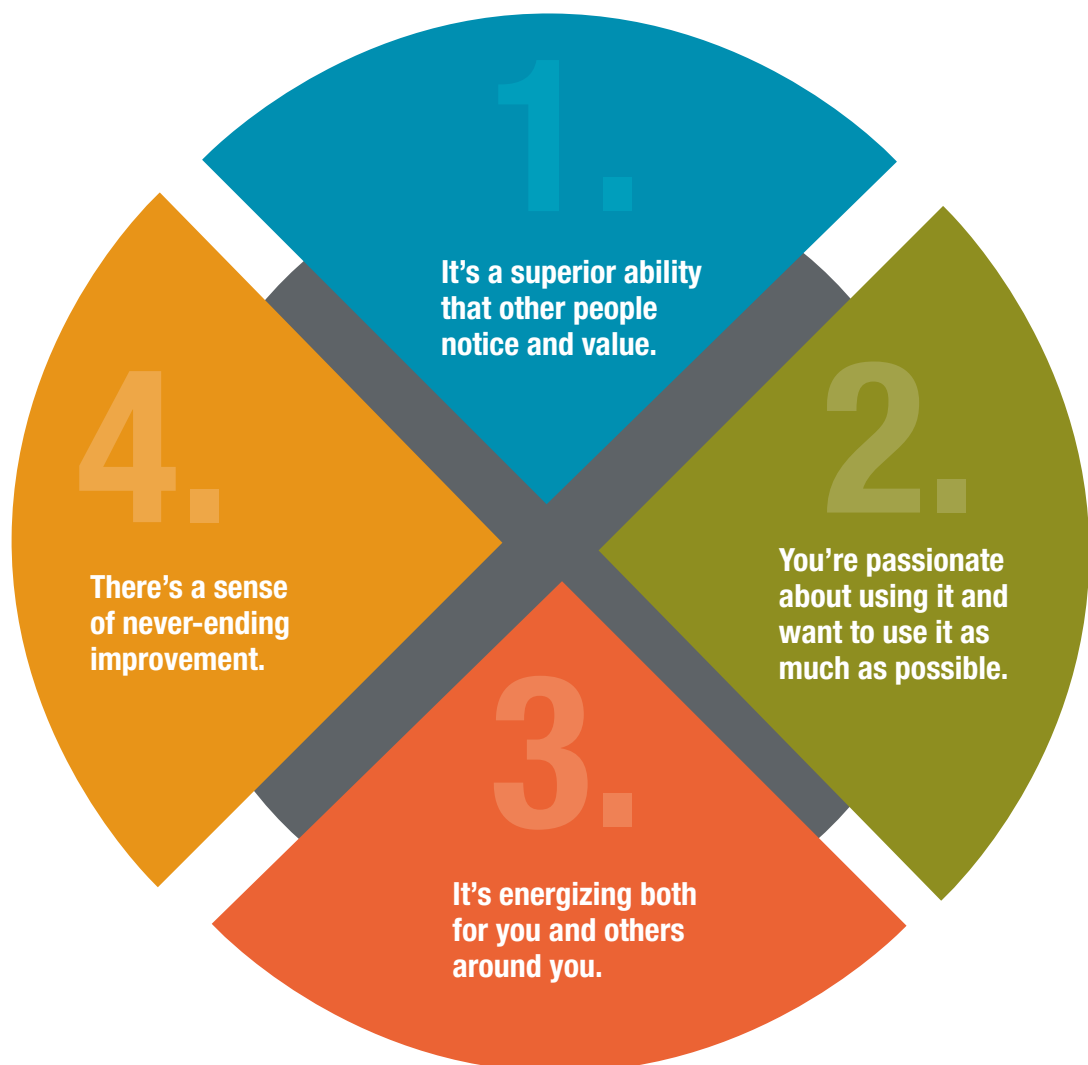 1.
It’s a superior ability
that other people
notice and value.
2.
You’re passionate
about using it and
want to use it as
much as possible.
3.
It’s energizing both
for you and others
around you.
4.
There’s a sense
of never-ending
improvement.